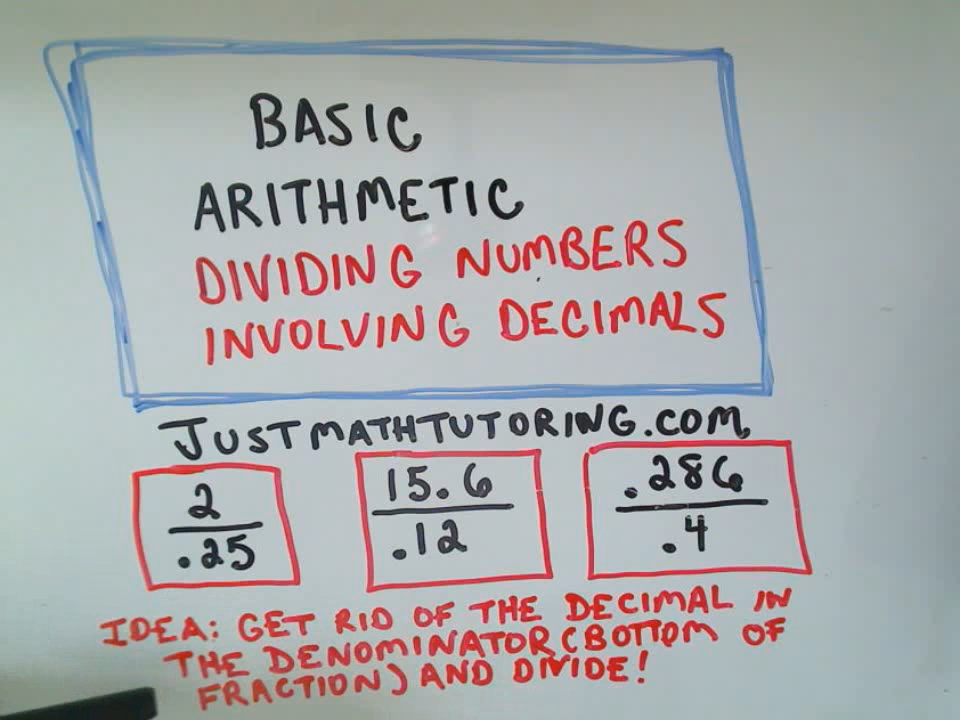 BASIC
ARITHMETIC
DIVIDING NUMBERS
INVOLVING DECIMALS
JUSTMATHTUTORING.COM
2
.25
15.6
.12
.286
.4
IDEA: GET RID OF THE DECIMAL IN
THE DENOMINATOR (BOTTOM OF
FRACTION) AND DIVIDE!